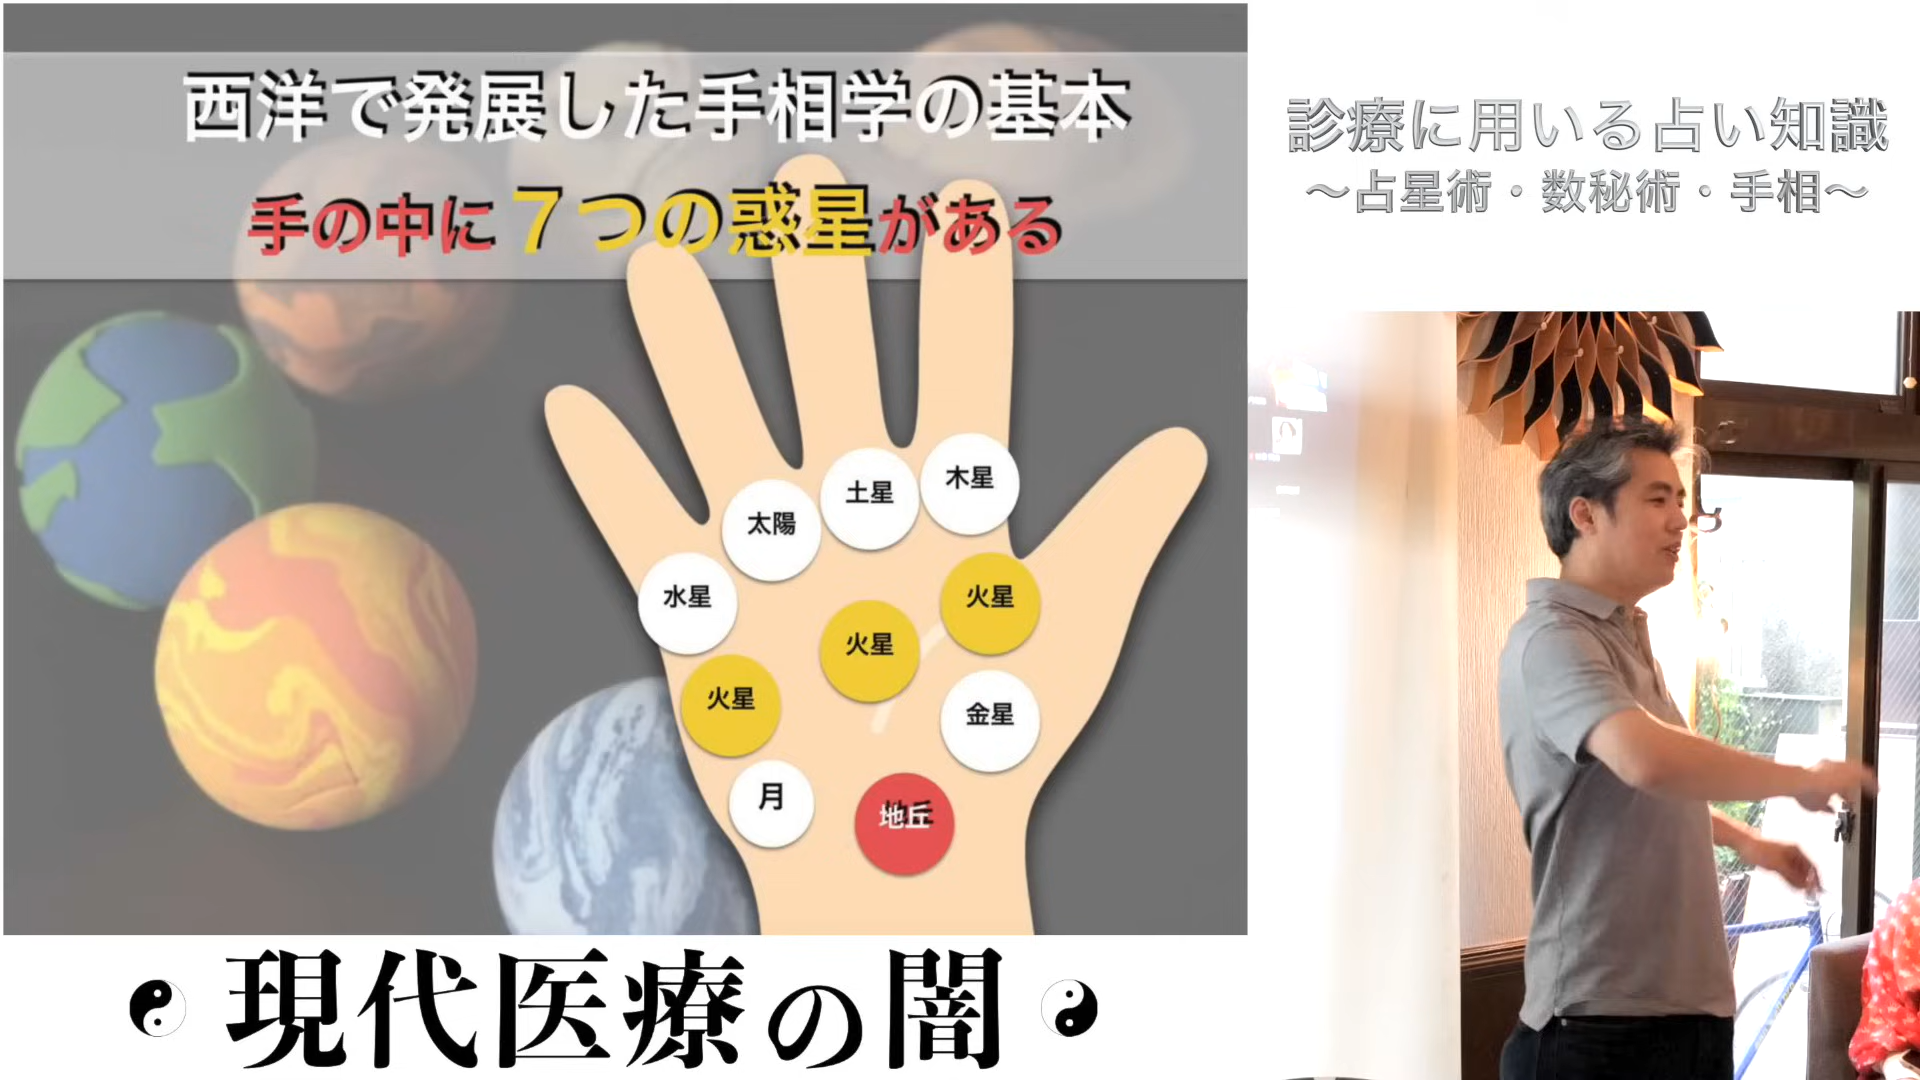 西洋で発展した手相学の基本
手の中に7つの惑星がある
診療に用いる占い知識
〜占星術・数秘術・手相〜
木星
土星
太陽
水星
火星
火星
火星
金星
月
地丘
現代医療の闇